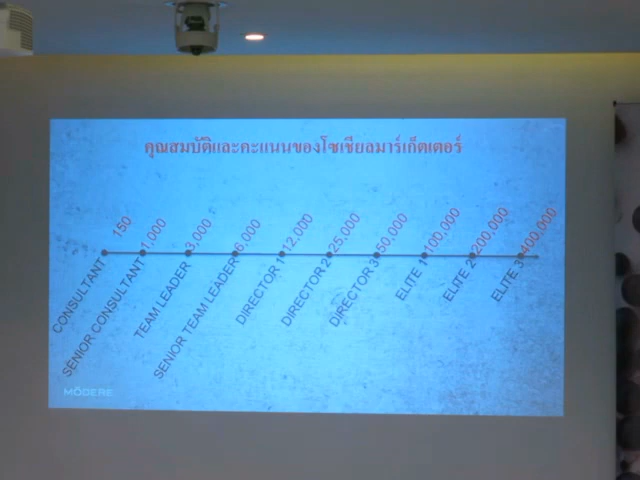 คุณสมบัติและคะแนนของโซเชียลมาร์เก็ตเตอร์
150
1,000
3,000
6,000
12,000
25,000
50,000
100,000
200,000
400,000
CONSULTANT
SENIOR CONSULTANT
TEAM LEADER
SENIOR TEAM LEADER
DIRECTOR 1
DIRECTOR 2
DIRECTOR 3
ELITE 1
ELITE 2
ELITE 3
MŌDERE